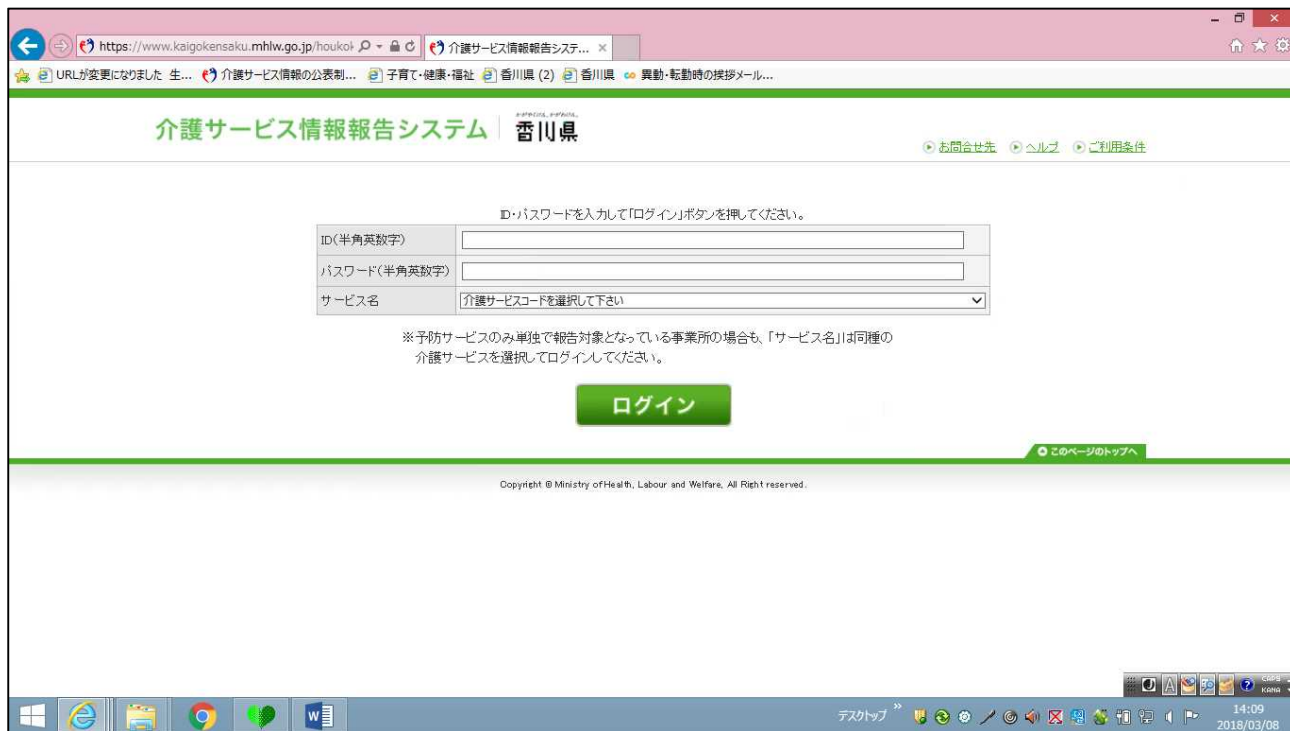 https://www.kaigokensaku.mhlw.go.jp/houkok
介護サービス情報報告システ...
URLが変更になりました 生... 介護サービス情報の公表制... 子育て・健康・福祉 香川県 (2) 香川県 異動・転勤時の挨拶メール...
介護サービス情報報告システム 香川県
お問合せ先 ヘルプ ご利用条件
ID・パスワードを入力して「ログイン」ボタンを押してください。
ID(半角英数字)
パスワード(半角英数字)
サービス名 介護サービスコードを選択して下さい
※予防サービスのみ単独で報告対象となっている事業所の場合も、「サービス名」は同種の
介護サービスを選択してログインしてください。
ログイン
このページのトップへ
Copyright © Ministry of Health, Labour and Welfare, All Right reserved.
A CAPS
KANA
デスクトップ 14:09
2018/03/08